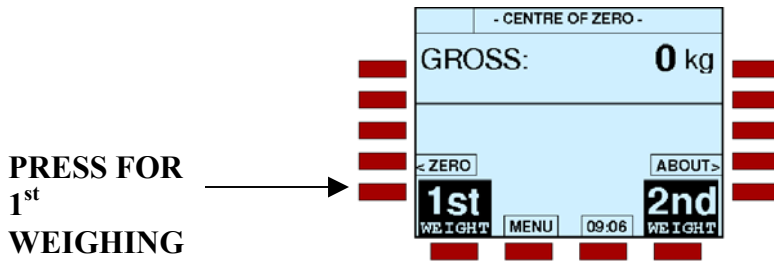 - CENTRE OF ZERO -
GROSS: 0 kg
< ZERO ABOUT>
1st WEIGHT MENU 09:06 2nd WEIGHT
PRESS FOR
1st
WEIGHING